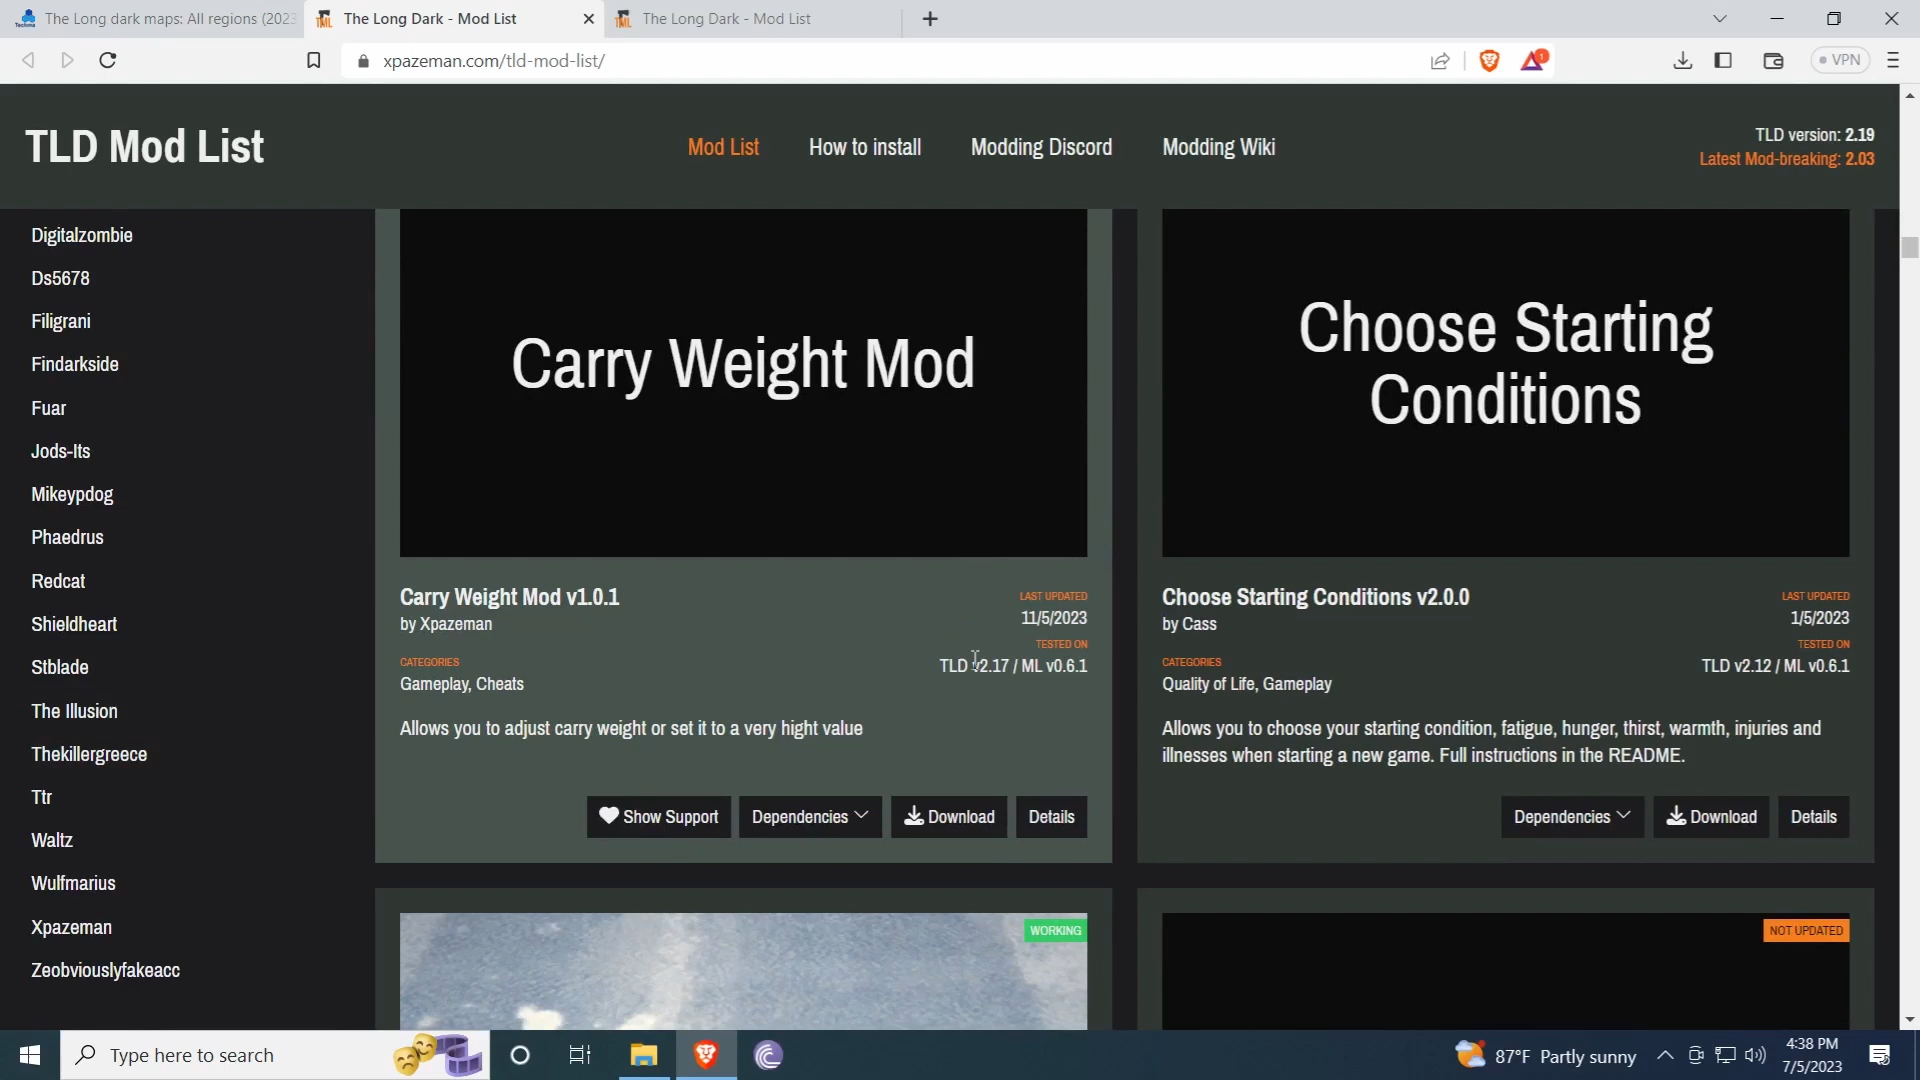 The Long dark maps: All regions (2023
The Long Dark - Mod List
The Long Dark - Mod List
xpazeman.com/tld-mod-list/
1
VPN
TLD Mod List
Mod List
How to install
Modding Discord
Modding Wiki
TLD version: 2.19
Latest Mod-breaking: 2.03
Digitalzombie
Ds5678
Filigrani
Findarkside
Fuar
Jods-Its
Mikeypdog
Phaedrus
Redcat
Shieldheart
Stblade
The Illusion
Thekillergreece
Ttr
Waltz
Wulfmarius
Xpazeman
Zeobviouslyfakeacc
Carry Weight Mod
Carry Weight Mod v1.0.1
by Xpazeman
LAST UPDATED
11/5/2023
TESTED ON
TLD v2.17 / ML v0.6.1
CATEGORIES
Gameplay, Cheats
Allows you to adjust carry weight or set it to a very hight value
Show Support
Dependencies
Download
Details
Choose Starting
Conditions
Choose Starting Conditions v2.0.0
by Cass
LAST UPDATED
1/5/2023
TESTED ON
TLD v2.12 / ML v0.6.1
CATEGORIES
Quality of Life, Gameplay
Allows you to choose your starting condition, fatigue, hunger, thirst, warmth, injuries and
illnesses when starting a new game. Full instructions in the README.
Dependencies
Download
Details
WORKING
NOT UPDATED
Type here to search
87°F Partly sunny
4:38 PM
7/5/2023